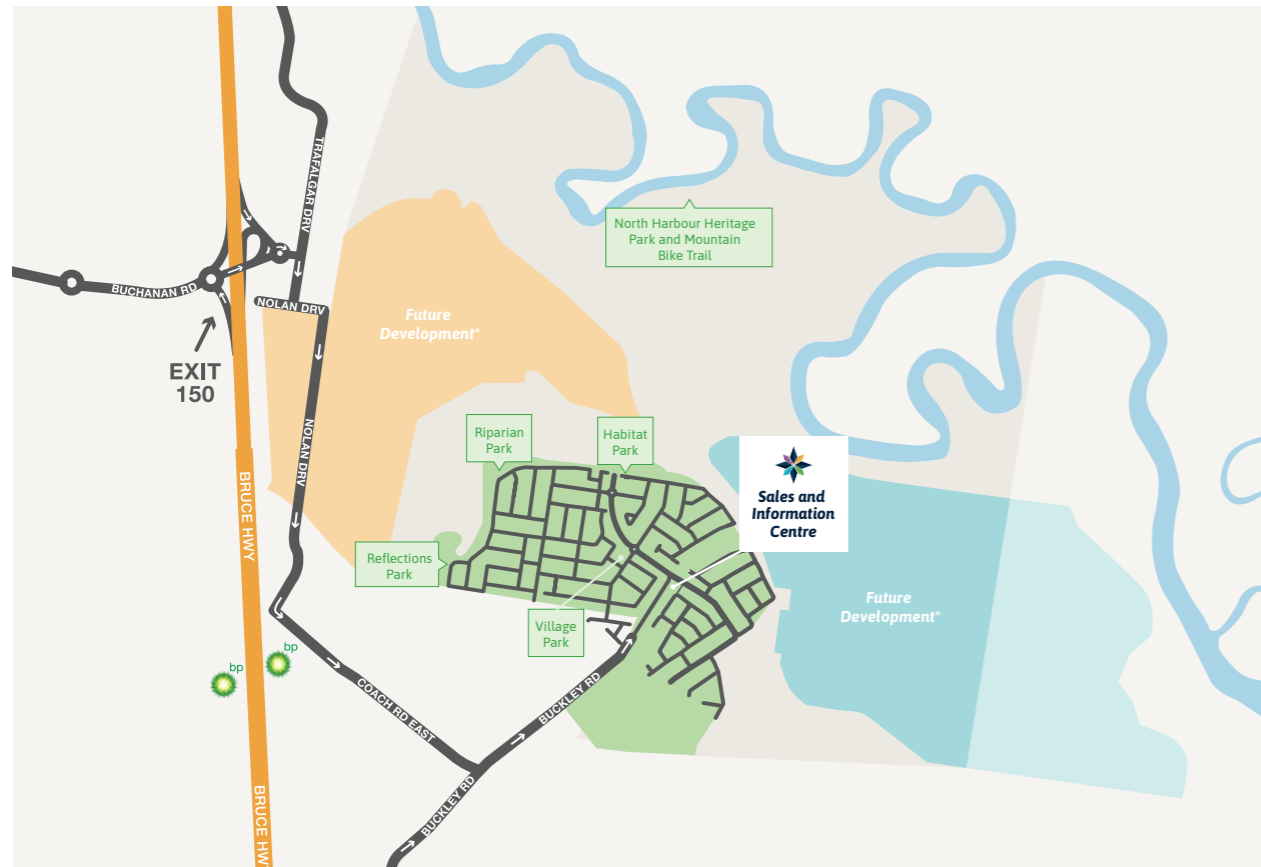 TRAFALGAR DRV
North Harbour Heritage
Park and Mountain
Bike Trail
BUCHANAN RD
NOLAN DRV
Future
Development*
EXIT
150
NOLAN DRV
Riparian
Park
Habitat
Park
Sales and
Information
Centre
BRUCE HWY
Reflections
Park
Future
Development*
Village
Park
bp
bp
COACH RD EAST
BUCKLEY RD
BUCKLEY RD
BRUCE HWY